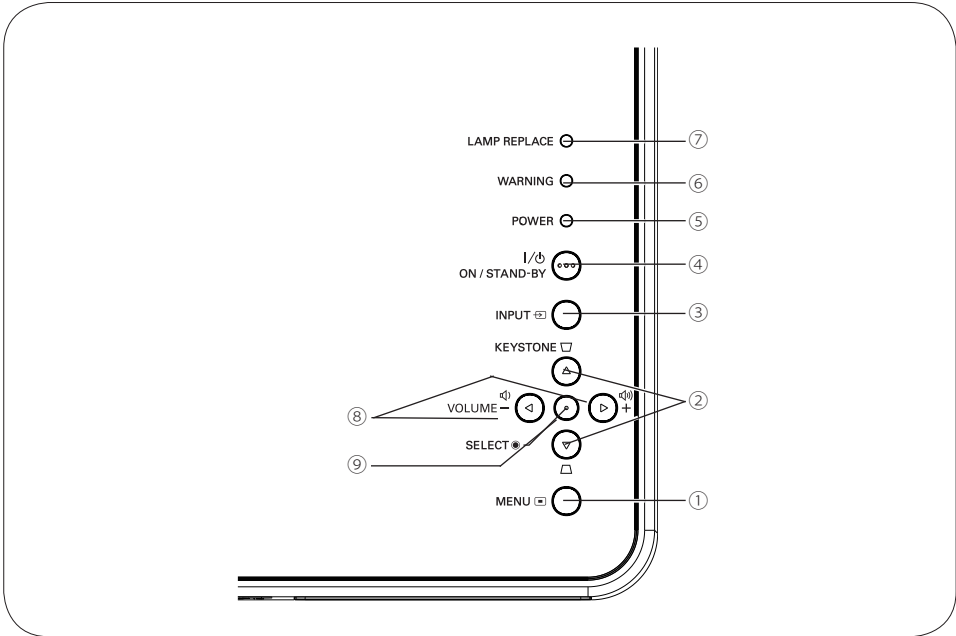 LAMP REPLACE ⑦
WARNING ⑥
POWER ⑤
I/⏻
ON / STAND-BY ④
INPUT ③
KEYSTONE
②
⑧ VOLUME − +
SELECT
⑨
MENU ①